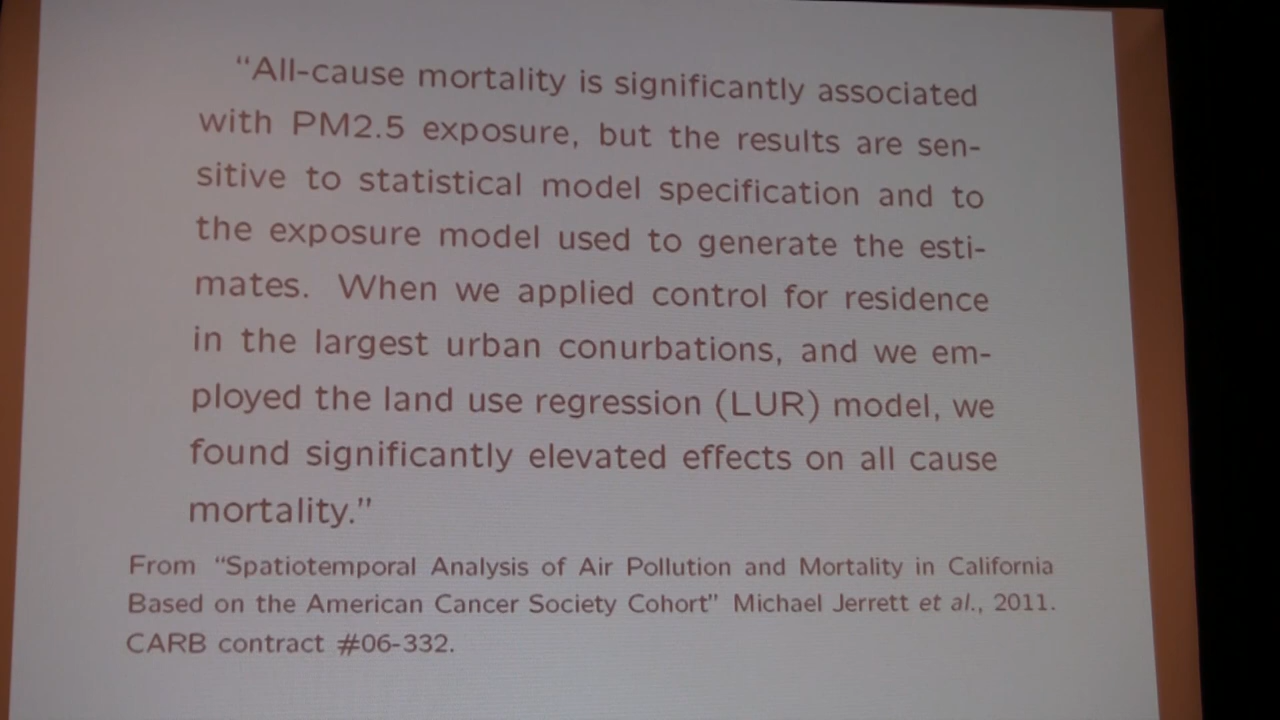 “All-cause mortality is significantly associated
with PM2.5 exposure, but the results are sen-
sitive to statistical model specification and to
the exposure model used to generate the esti-
mates. When we applied control for residence
in the largest urban conurbations, and we em-
ployed the land use regression (LUR) model, we
found significantly elevated effects on all cause
mortality.”
From “Spatiotemporal Analysis of Air Pollution and Mortality in California
Based on the American Cancer Society Cohort” Michael Jerrett et al., 2011.
CARB contract #06-332.